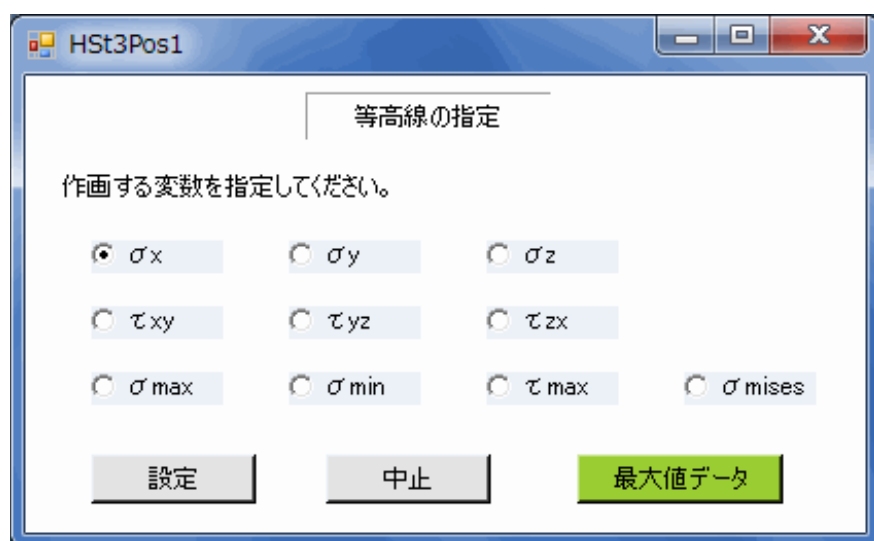 HSt3Pos1
等高線の指定
作画する変数を指定してください。
σx σy σz
τxy τyz τzx
σmax σmin τmax σmises
設定 中止 最大値データ